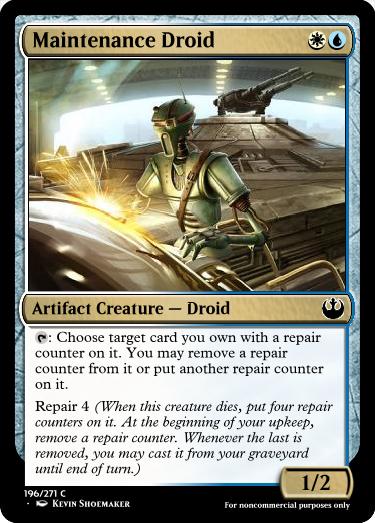 Maintenance Droid
Artifact Creature — Droid
: Choose target card you own with a repair
counter on it. You may remove a repair
counter from it or put another repair counter
on it.
Repair 4 (When this creature dies, put four repair
counters on it. At the beginning of your upkeep,
remove a repair counter. Whenever the last is
removed, you may cast it from your graveyard
until end of turn.)
1/2
196/271 C
· Kevin Shoemaker
For noncommercial purposes only